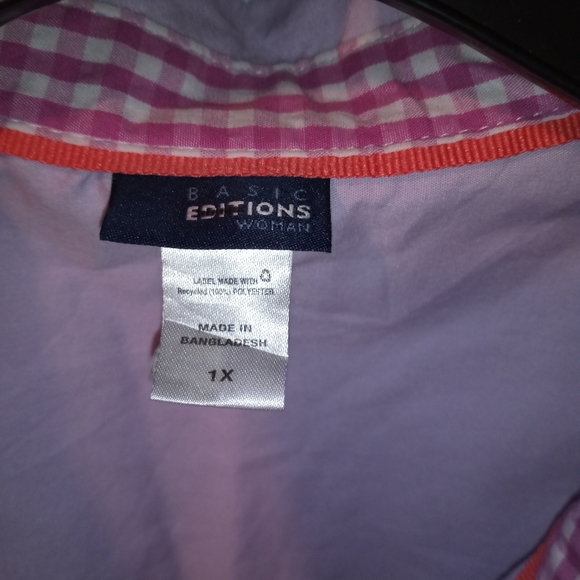 BASIC
EDITIONS
WOMAN
LABEL MADE WITH
Recycled (100%) POLYESTER
MADE IN
BANGLADESH
1X